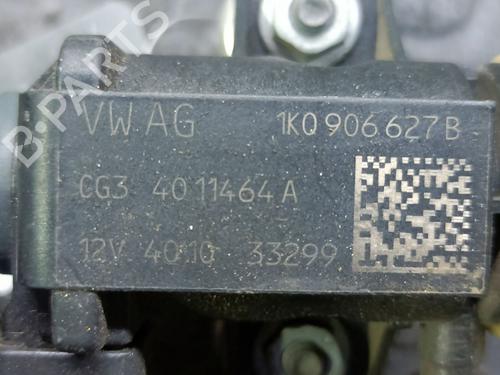 B-PARTS
VW AG 1K0 906 627 B
CG3 4011464 A
12V 40.10 33299